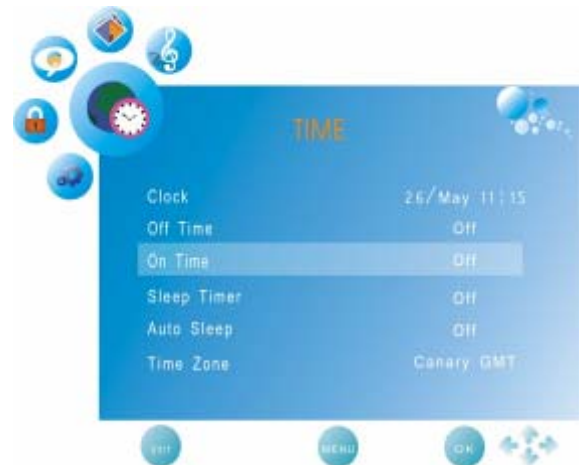 TIME
Clock 26/May 11:15
Off Time Off
On Time Off
Sleep Timer Off
Auto Sleep Off
Time Zone Canary GMT
EXIT MENU OK